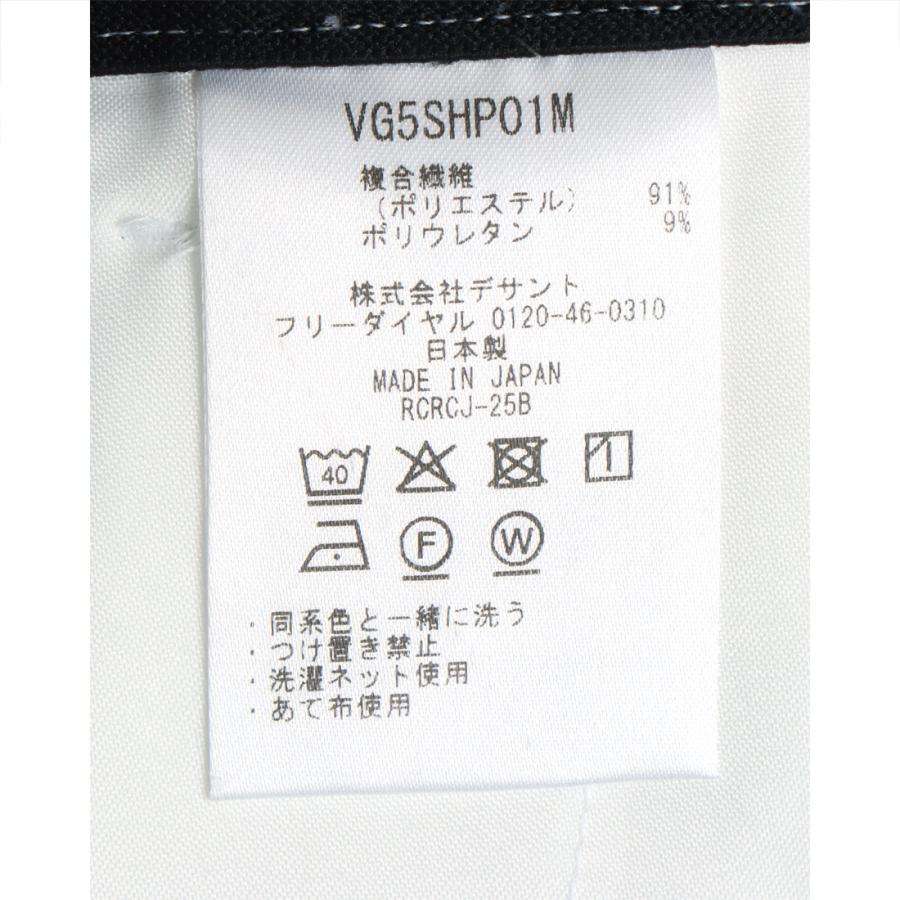 VG5SHP01M
複合繊維
(ポリエステル) 91%
ポリウレタン 9%
株式会社デサント
フリーダイヤル 0120-46-0310
日本製
MADE IN JAPAN
RCRCJ-25B
40
F W
・同系色と一緒に洗う
・つけ置き禁止
・洗濯ネット使用
・あて布使用